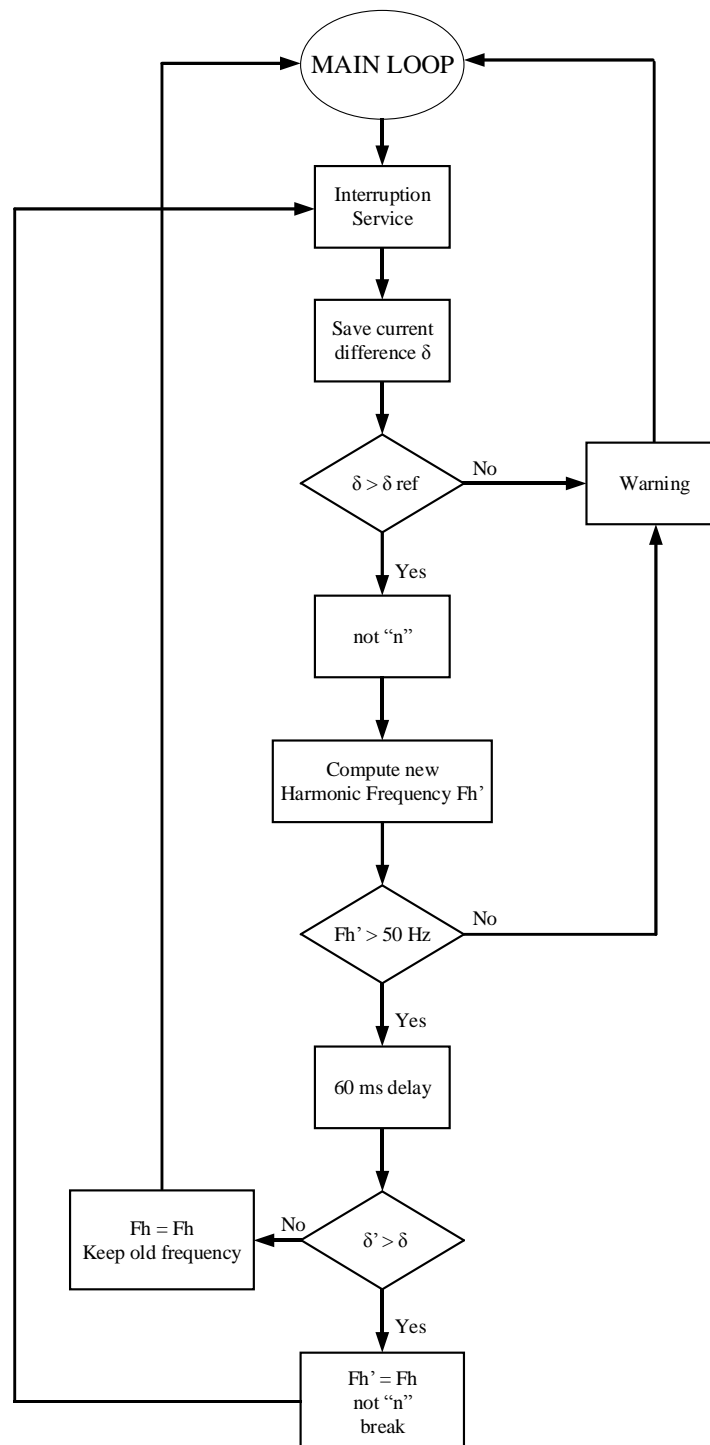 MAIN LOOP
Interruption
Service
Save current
difference δ
δ > δ ref
No
Warning
Yes
not “n”
Compute new
Harmonic Frequency Fh’
Fh’ > 50 Hz
No
Yes
60 ms delay
Fh = Fh
Keep old frequency
No
δ’ > δ
Yes
Fh’ = Fh
not “n”
break